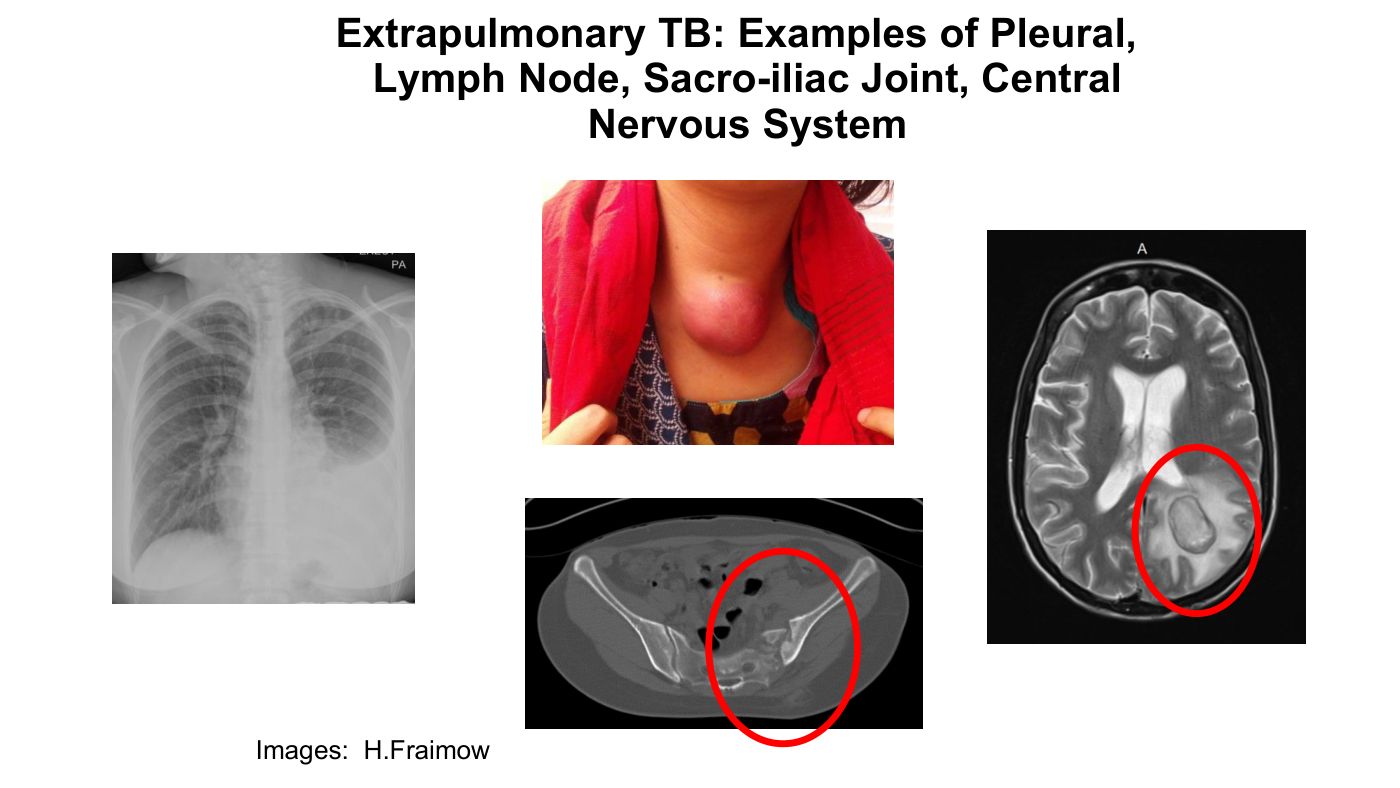 Extrapulmonary TB: Examples of Pleural,
Lymph Node, Sacro-iliac Joint, Central
Nervous System
PA
A
Images:  H.Fraimow